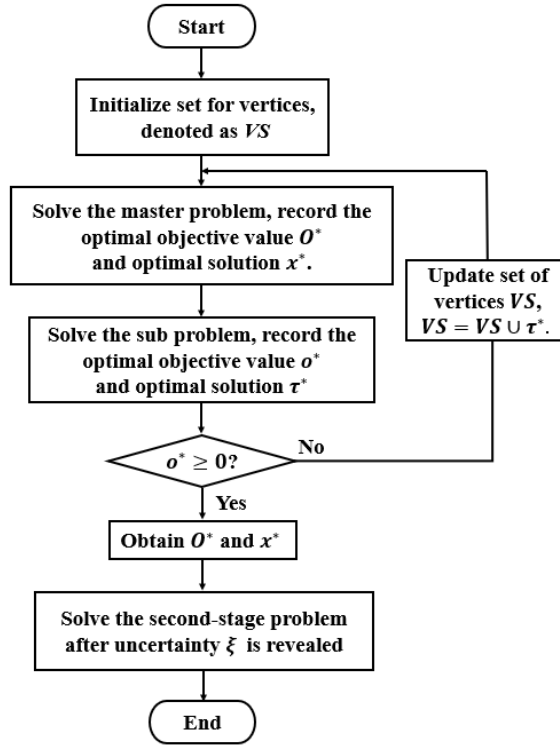 Start
Initialize set for vertices,
denoted as VS
Solve the master problem, record the
optimal objective value O*
and optimal solution x*.
Update set of
vertices VS,
VS = VS ∪ τ*.
Solve the sub problem, record the
optimal objective value o*
and optimal solution τ*
o* ≥ 0?
No
Yes
Obtain O* and x*
Solve the second-stage problem
after uncertainty ξ is revealed
End